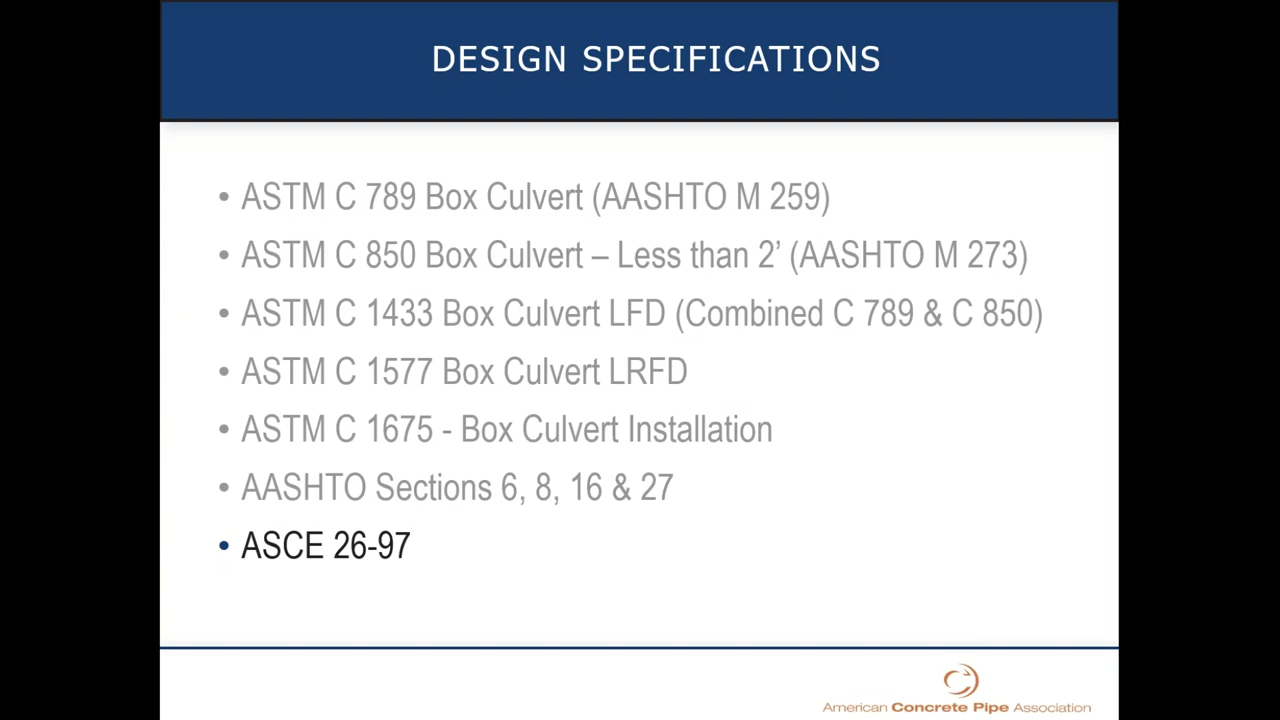 DESIGN SPECIFICATIONS
• ASTM C 789 Box Culvert (AASHTO M 259)
• ASTM C 850 Box Culvert – Less than 2’ (AASHTO M 273)
• ASTM C 1433 Box Culvert LFD (Combined C 789 & C 850)
• ASTM C 1577 Box Culvert LRFD
• ASTM C 1675 - Box Culvert Installation
• AASHTO Sections 6, 8, 16 & 27
• ASCE 26-97
American Concrete Pipe Association